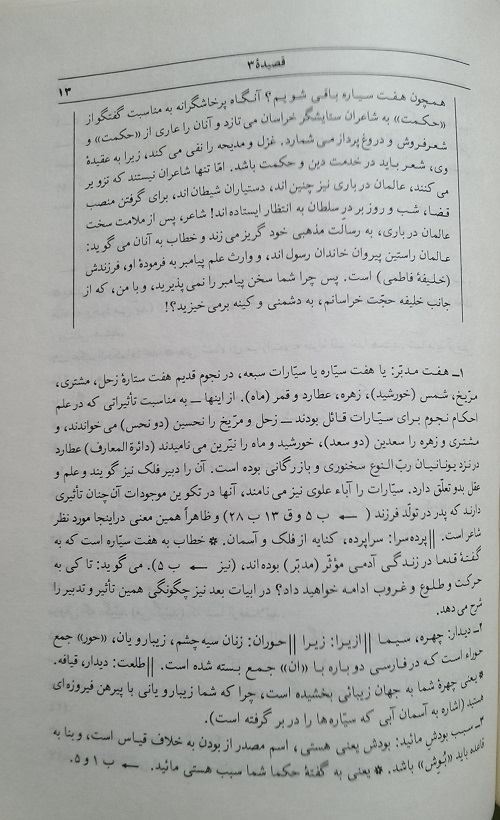 قصیدهٔ ۳
۱۳
همچون هفت سیاره باقی شویم؟ آنگاه پرخاشگرانه به مناسبت گفتگو از
«حکمت» به شاعران ستایشگر خراسان می تازد و آنان را عاری از «حکمت» و
شعرفروش و دروغ پرداز می شمارد. غزل و مدیحه را نفی می کند، زیرا به عقیدهٔ
وی، شعر باید در خدمت دین و حکمت باشد. امّا تنها شاعران نیستند که تزویر
می کنند، عالمان درباری نیز چنین اند، دستیاران شیطان اند، برای گرفتن منصب
قضا، شب و روز بر درِ سلطان به انتظار ایستاده اند! شاعر، پس از ملامت سخت
عالمان درباری، به رسالت مذهبی خود گریز می زند و خطاب به آنان می گوید:
عالمان راستین پیروان خاندان رسول اند، و وارث علم پیامبر به فرمودهٔ او، فرزندش
(خلیفهٔ فاطمی) است. پس چرا شما سخن پیامبر را نمی پذیرید، و با من، که از
جانب خلیفه حجّت خراسانم، به دشمنی و کینه برمی خیزید؟!
۱ــ هفت مدبّر: یا هفت سیّاره یا سیّارات سبعه، در نجوم قدیم هفت ستارهٔ زحل، مشتری،
مرّیخ، شمس (خورشید)، زهره، عطارد و قمر (ماه). از اینها ــ به مناسبت تأثیراتی که در علم
احکام نجوم برای سیّارات قائل بودند ــ زحل و مرّیخ را نحسین (دو نحس) می خواندند، و
مشتری و زهره را سعدین (دو سعد)، خورشید و ماه را نیّرین می نامیدند (دائرةالمعارف) عطارد
در نزد یونانیان ربّ النوع سخنوری و بازرگانی بوده است. آن را دبیر فلک نیز گویند و علم و
عقل بدو تعلّق دارد. سیّارات را آباء علوی نیز می نامند، آنها در تکوین موجودات آن چنان تأثیری
دارند که پدر در تولّد فرزند ( ← ب ۵ و ق ۱۳ ب ۲۸) و ظاهراً همین معنی در اینجا مورد نظر
شاعر است. || پرده سرا: سراپرده، کنایه از فلک و آسمان. * خطاب به هفت سیّاره است که به
گفتهٔ قدما در زندگی آدمی مؤثّر (مدبّر) بوده اند، (نیز ← ب ۵). می گوید: تا کی به
حرکت و طلوع و غروب ادامه خواهید داد؟ در ابیات بعد نیز چگونگی همین تأثیر و تدبیر را
شرح می دهد.
۲ــ دیدار: چهره، سیما || ازیرا: زیرا || حوران: زنان سیه چشم، زیبارویان، «حور» جمع
حوراء است که در فارسی دوباره با «ان» جمع بسته شده است. || طلعت: دیدار، قیافه.
* یعنی چهرهٔ شما به جهان زیبائی بخشیده است، چرا که شما زیبارویانی با پیرهن فیروزه ای
هستید (اشاره به آسمان آبی که سیّاره ها را در بر گرفته است).
۳ــ سبب بودش مائید: بودش یعنی هستی، اسم مصدر از بودن به خلاف قیاس است، و بنا به
قاعده باید «بُوِش» باشد. * یعنی به گفتهٔ حکما شما سبب هستی مائید. ← ب ۱ و ۵.